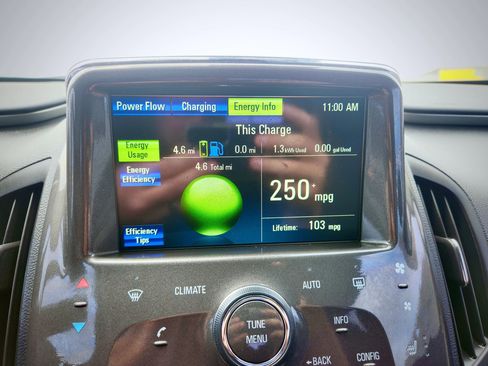 Power Flow Charging Energy Info 11:00 AM
This Charge
Energy Usage
4.6 mi 0.0 mi 1.3 kWh Used 0.00 gal Used
4.6 Total mi
Energy Efficiency
250+ mpg
Efficiency Tips
Lifetime: 103 mpg
CLIMATE AUTO
TUNE
MENU
INFO
BACK CONFIG